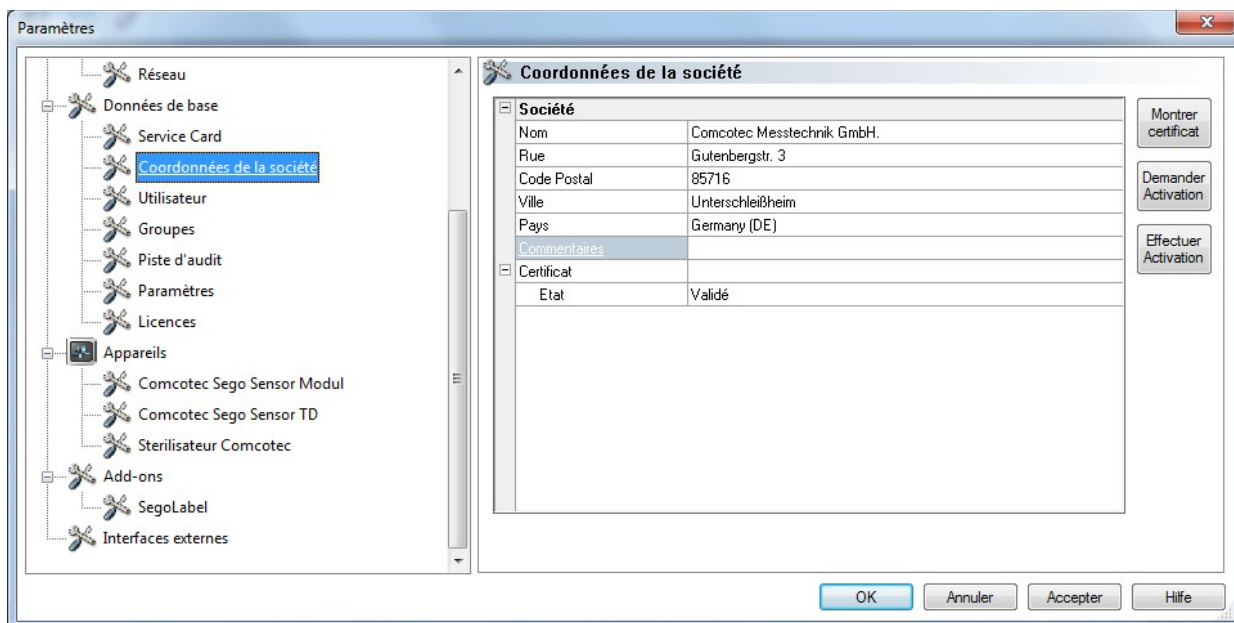 Paramètres
Réseau
Données de base
Service Card
Coordonnées de la société
Utilisateur
Groupes
Piste d'audit
Paramètres
Licences
Appareils
Comcotec Sego Sensor Modul
Comcotec Sego Sensor TD
Sterilisateur Comcotec
Add-ons
SegoLabel
Interfaces externes
Coordonnées de la société
Société
Nom Comcotec Messtechnik GmbH.
Rue Gutenbergstr. 3
Code Postal 85716
Ville Unterschleißheim
Pays Germany (DE)
Commentaires
Certificat
Etat Validé
Montrer
certificat
Demander
Activation
Effectuer
Activation
OK Annuler Accepter Hilfe